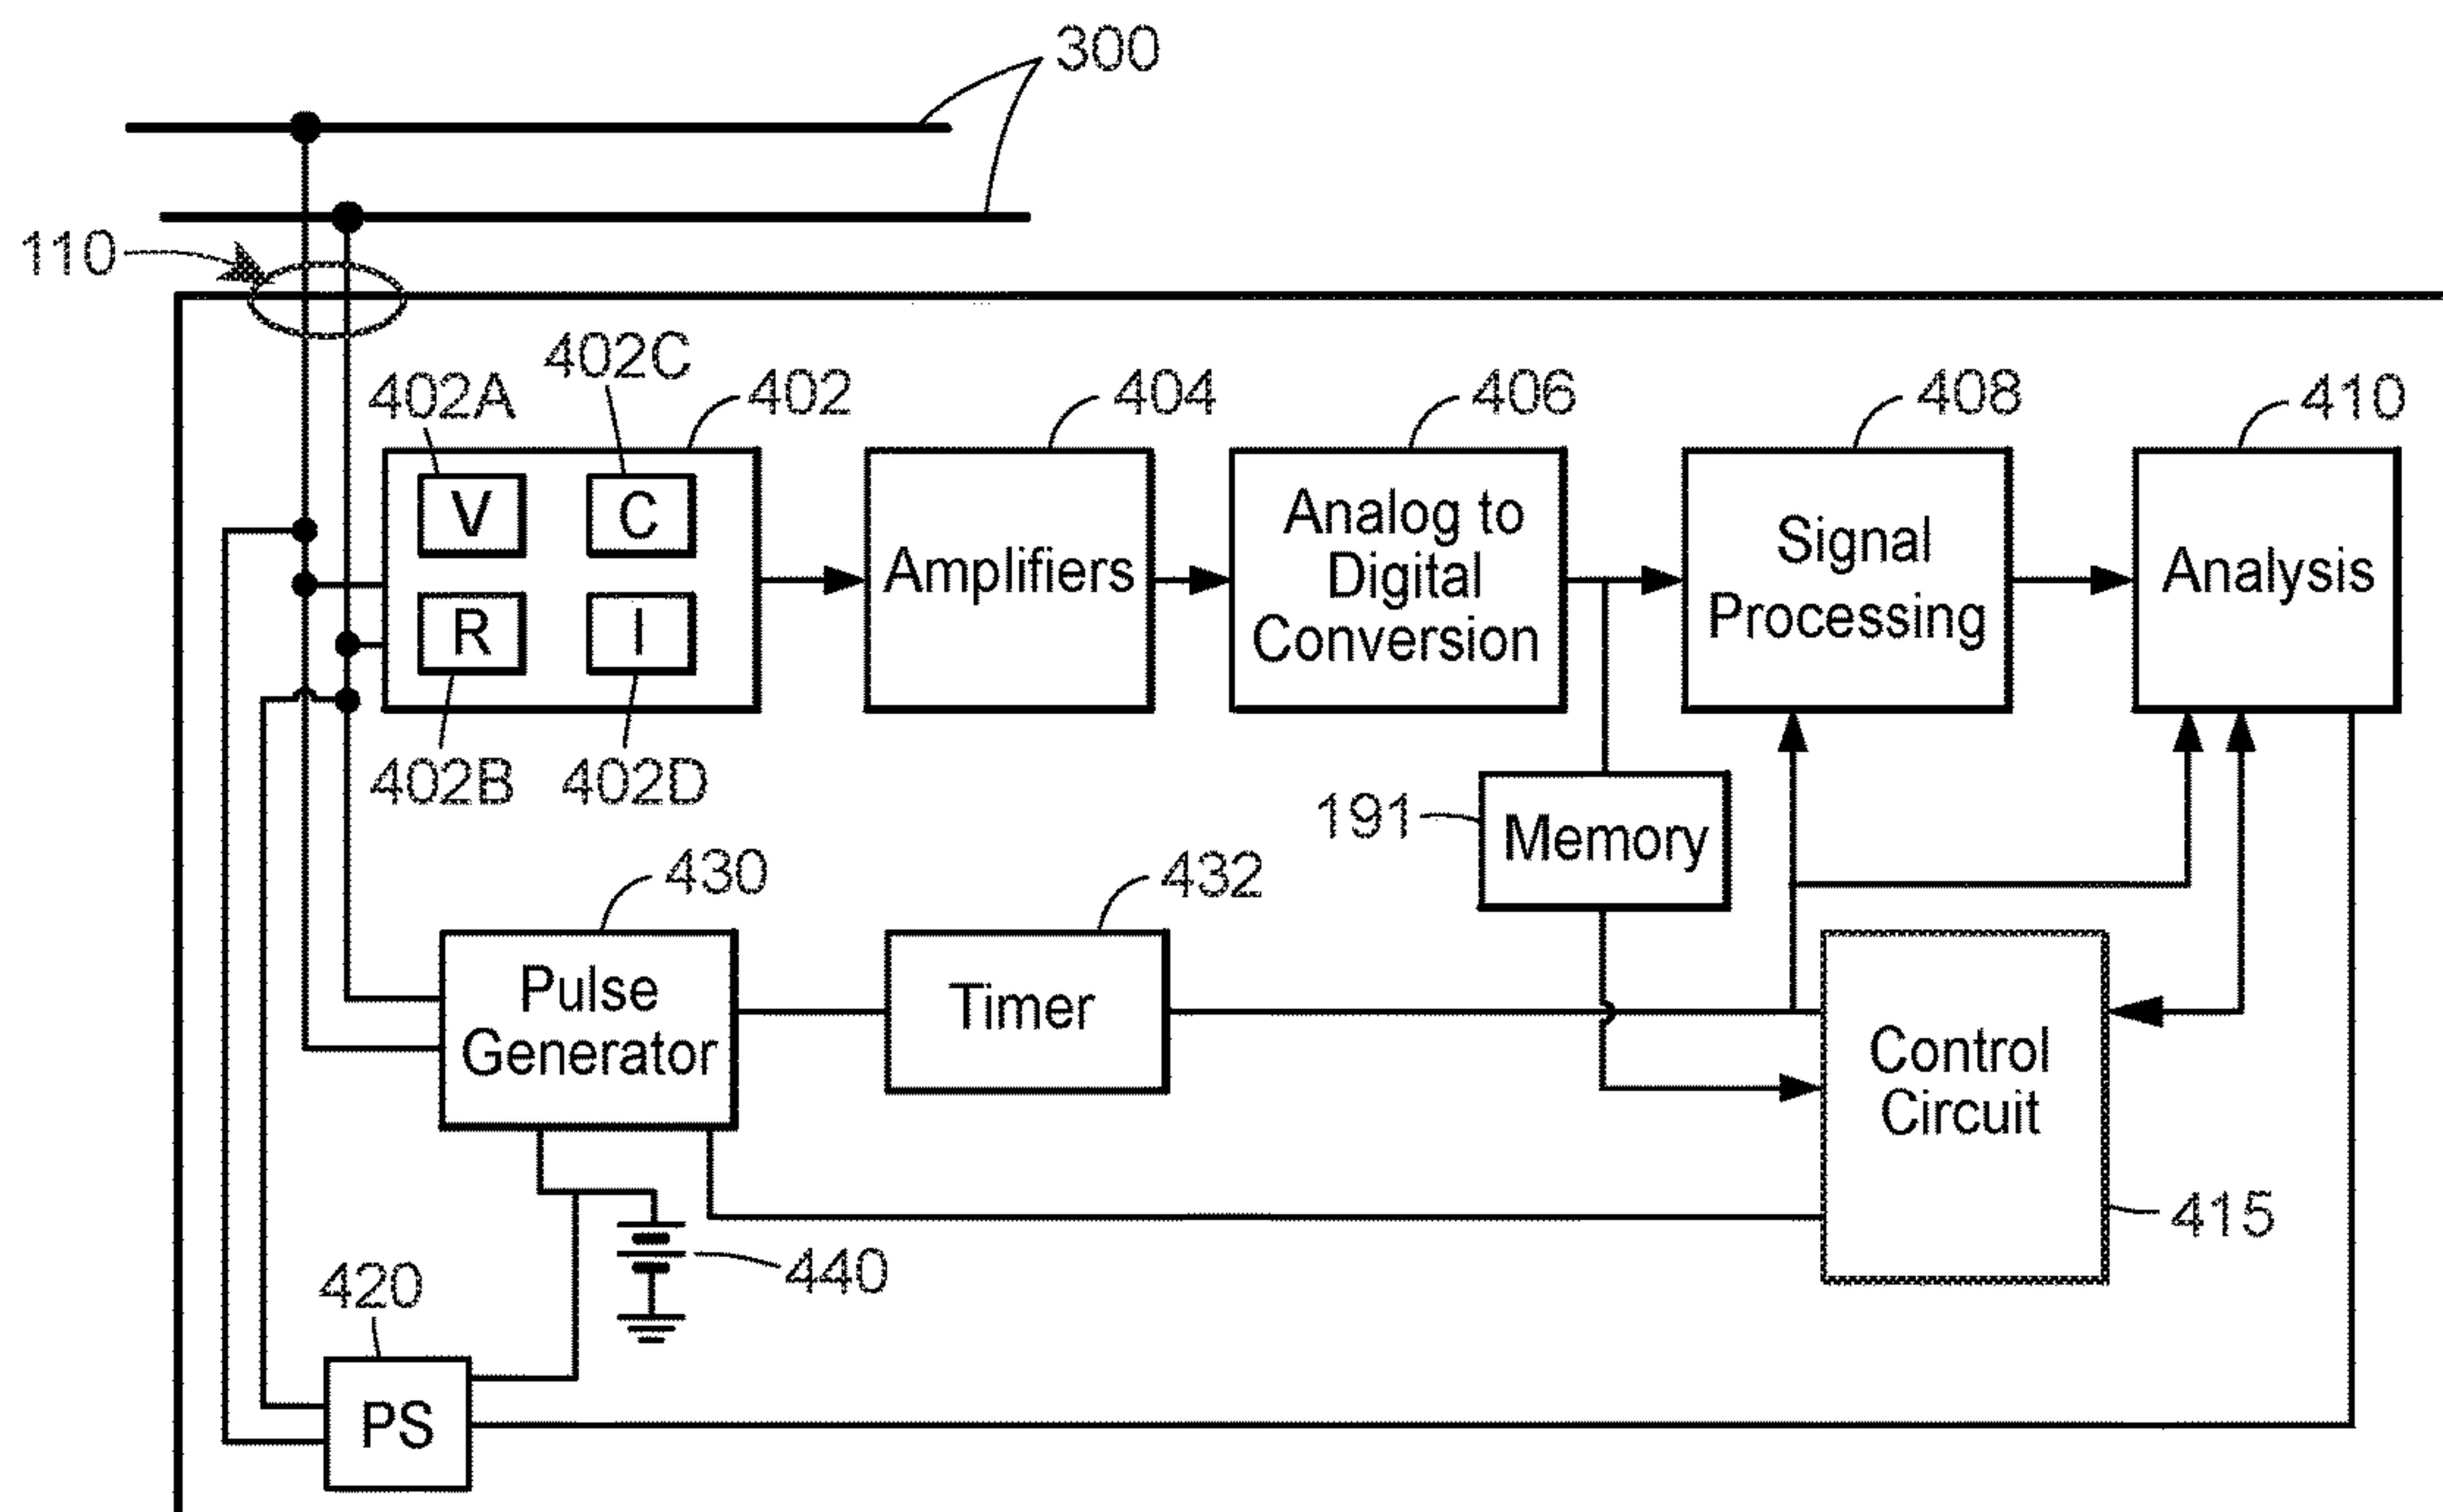 300
110
402A
402C
402
404
406
408
410
V
C
R
I
Amplifiers
Analog to
Digital
Conversion
Signal
Processing
Analysis
402B
402D
191
Memory
430
432
Pulse
Generator
Timer
Control
Circuit
415
440
420
PS